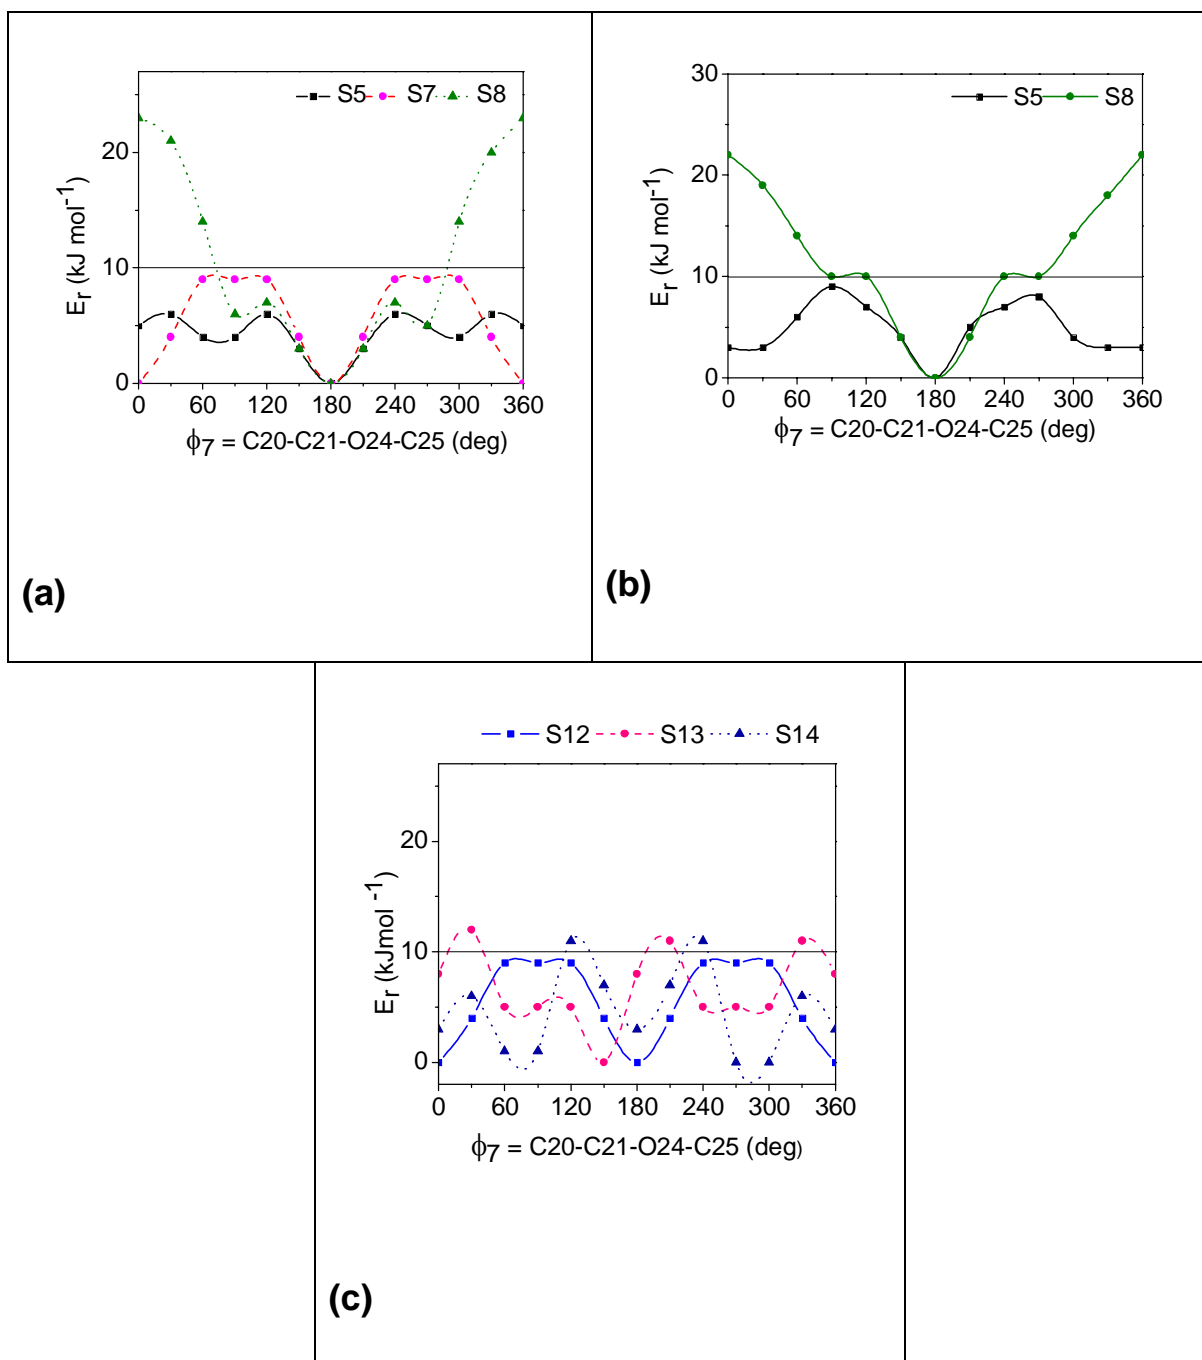 S5 S7 S8
E_r (kJ mol^-1)
20
10
0
0 60 120 180 240 300 360
ϕ7 = C20-C21-O24-C25 (deg)
(a)
S5 S8
E_r (kJ mol^-1)
30
20
10
0
0 60 120 180 240 300 360
ϕ7 = C20-C21-O24-C25 (deg)
(b)
S12 S13 S14
E_r (kJmol^-1)
20
10
0
0 60 120 180 240 300 360
ϕ7 = C20-C21-O24-C25 (deg)
(c)